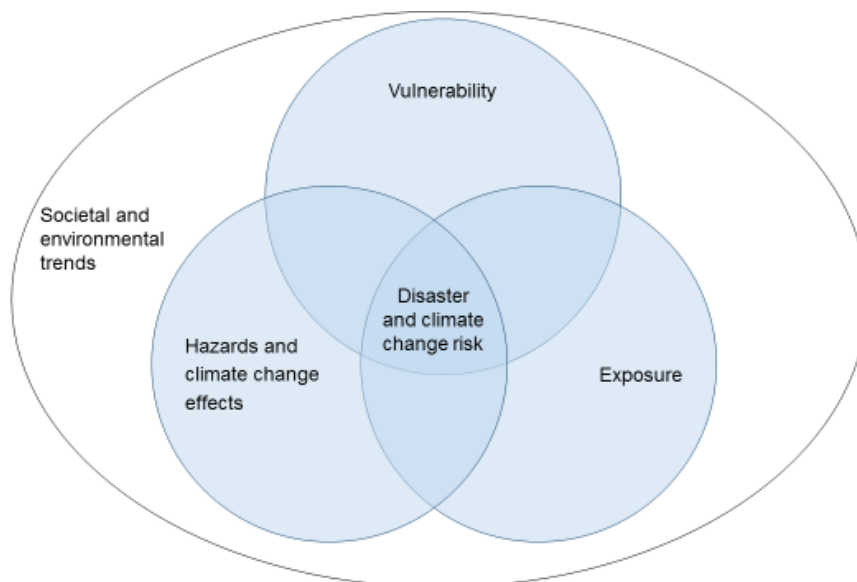 Vulnerability
Societal and
environmental
trends
Disaster
and climate
change risk
Hazards and
climate change
effects
Exposure